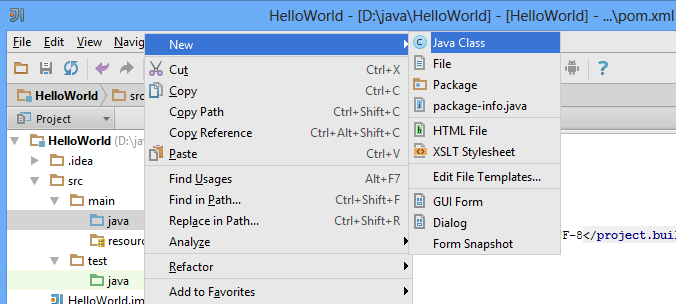 HelloWorld - [D:\java\HelloWorld] - [HelloWorld] - ...\pom.xml
File Edit View Naviga
HelloWorld src
Project
HelloWorld (D:\ja
.idea
src
main
java
resourc
test
java
HelloWorld.im
New
Cut Ctrl+X
Copy Ctrl+C
Copy Path Ctrl+Shift+C
Copy Reference Ctrl+Alt+Shift+C
Paste Ctrl+V
Find Usages Alt+F7
Find in Path... Ctrl+Shift+F
Replace in Path... Ctrl+Shift+R
Analyze
Refactor
Add to Favorites
Java Class
File
Package
package-info.java
HTML File
XSLT Stylesheet
Edit File Templates...
GUI Form
Dialog
Form Snapshot
F-8</project.buil